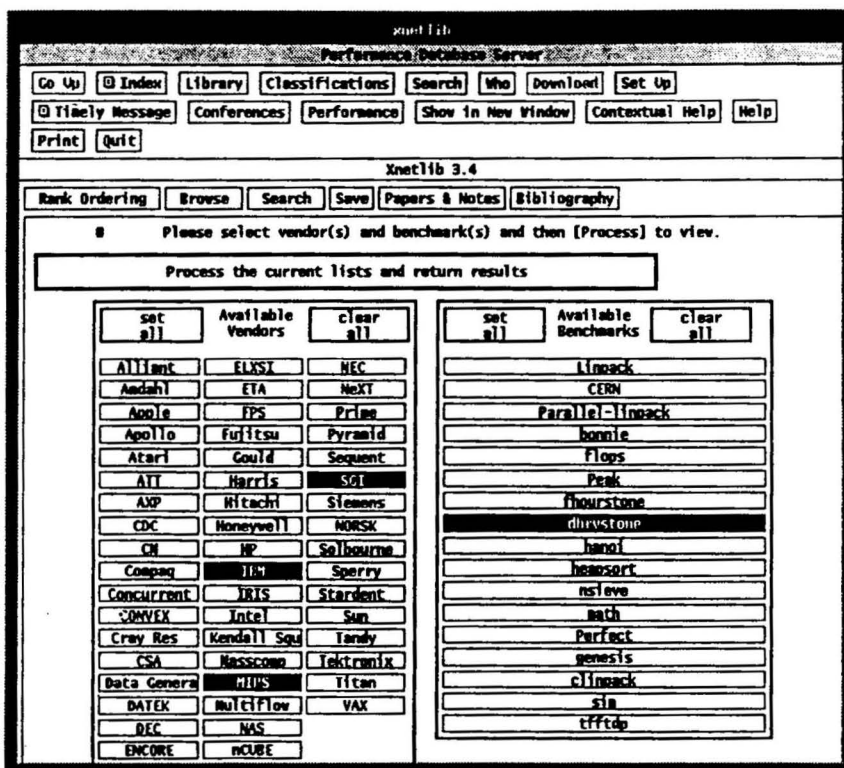 xnetlib
Performance Database Server
Go Up Index Library Classifications Search Who Download Set Up
Timely Message Conferences Performance Show in New Window Contextual Help Help
Print Quit
Xnetlib 3.4
Rank Ordering Browse Search Save Papers & Notes Bibliography
Please select vendor(s) and benchmark(s) and then [Process] to view.
Process the current lists and return results
set all Available Vendors clear all
Alliant ELXSI NEC
Amdahl ETA NeXT
Apple FPS Prime
Apollo Fujitsu Pyramid
Atari Gould Sequent
ATT Harris SGI
AXP Hitachi Siemens
CDC Honeywell NORSK
CM HP Solbourne
Compaq IBM Sperry
Concurrent IRIS Stardent
CONVEX Intel Sun
Cray Res Kendall Squ Tandy
CSA Masscomp Tektronix
Data Genera MIPS Titan
DATEK Multiflow VAX
DEC NAS
ENCORE nCUBE
set all Available Benchmarks clear all
Linpack
CERN
Parallel-linpack
bonnie
flops
Peak
fhourstone
dhrystone
hanoi
heapsort
nsieve
math
Perfect
genesis
clinpack
sim
tfftdp